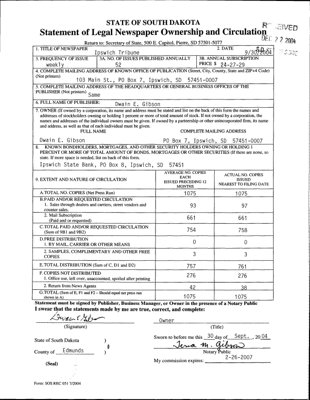 STATE OF SOUTH DAKOTA
Statement of Legal Newspaper Ownership and Circulation
DEC 27 2004
Return to: Secretary of State, 500 E. Capitol, Pierre, SD 57501-5077
1. TITLE OF NEWSPAPER
Ipswich Tribune
2. DATE
9/30/2004
3. FREQUENCY OF ISSUE
weekly
3A. NO. OF ISSUES PUBLISHED ANNUALLY
52
3B. ANNUAL SUBSCRIPTION
PRICE $ 24-27-29
4. COMPLETE MAILING ADDRESS OF KNOWN OFFICE OF PUBLICATION (Street, City, County, State and ZIP+4 Code)
(Not printers)
103 Main St., PO Box 7, Ipswich, SD 57451-0007
5. COMPLETE MAILING ADDRESS OF THE HEADQUARTERS OR GENERAL BUSINESS OFFICES OF THE
PUBLISHER (Not printers)
Same
6. FULL NAME OF PUBLISHER:
Dwain E. Gibson
7. OWNER (If owned by a corporation, its name and address must be stated and list on the back of this form the names and
addresses of stockholders owning or holding 1 percent or more of total amount of stock. If not owned by a corporation, the
names and addresses of the individual owners must be given. If owned by a partnership or other unincorporated firm, its name
and address, as well as that of each individual must be given.
FULL NAME
COMPLETE MAILING ADDRESS
Dwain E. Gibson
PO Box 7, Ipswich, SD 57451-0007
8. KNOWN BONDHOLDERS, MORTGAGES, AND OTHER SECURITY HOLDERS OWNING OR HOLDING 1
PERCENT OR MORE OF TOTAL AMOUNT OF BONDS, MORTGAGES OR OTHER SECURITIES (If there are none, so
state. If more space is needed, list on back of this form.
Ipswich State Bank, PO Box 8, Ipswich, SD 57451
9. EXTENT AND NATURE OF CIRCULATION
AVERAGE NO. COPIES
EACH
ISSUED PRECEDING 12
MONTHS
ACTUAL NO. COPIES
ISSUED
NEAREST TO FILING DATE
A. TOTAL NO. COPIES (Net Press Run)
1075
1075
B. PAID AND/OR REQUESTED CIRCULATION
1. Sales through dealers and carriers, street vendors and
counter sales.
93
97
2. Mail Subscription
(Paid and or requested)
661
661
C. TOTAL PAID AND/OR REQUESTED CIRCULATION
(Sum of 9B1 and 9B2)
754
758
D. FREE DISTRIBUTION
1. BY MAIL, CARRIER OR OTHER MEANS
0
0
2. SAMPLES, COMPLIMENTARY AND OTHER FREE
COPIES
3
3
E. TOTAL DISTRIBUTION (Sum of C, D1 and D2)
757
761
F. COPIES NOT DISTRIBUTED
1. Office use, left over, unaccounted, spoiled after printing
276
276
2. Return from News Agents
42
38
G. TOTAL (Sum of E, F1 and F2 - Should equal net press run
shown in A)
1075
1075
Statement must be signed by Publisher, Business Manager, or Owner in the presence of a Notary Public
I swear that the statements made by me are true, correct, and complete:
Owner
(Signature)
(Title)
State of South Dakota )
) §
County of Edmunds )
Sworn to before me this 30 day of Sept. , 20 04
Jena M. Gibson
Notary Public
My commission expires: 2-26-2007
(Seal)
Form: SOS REC 051 7/2004